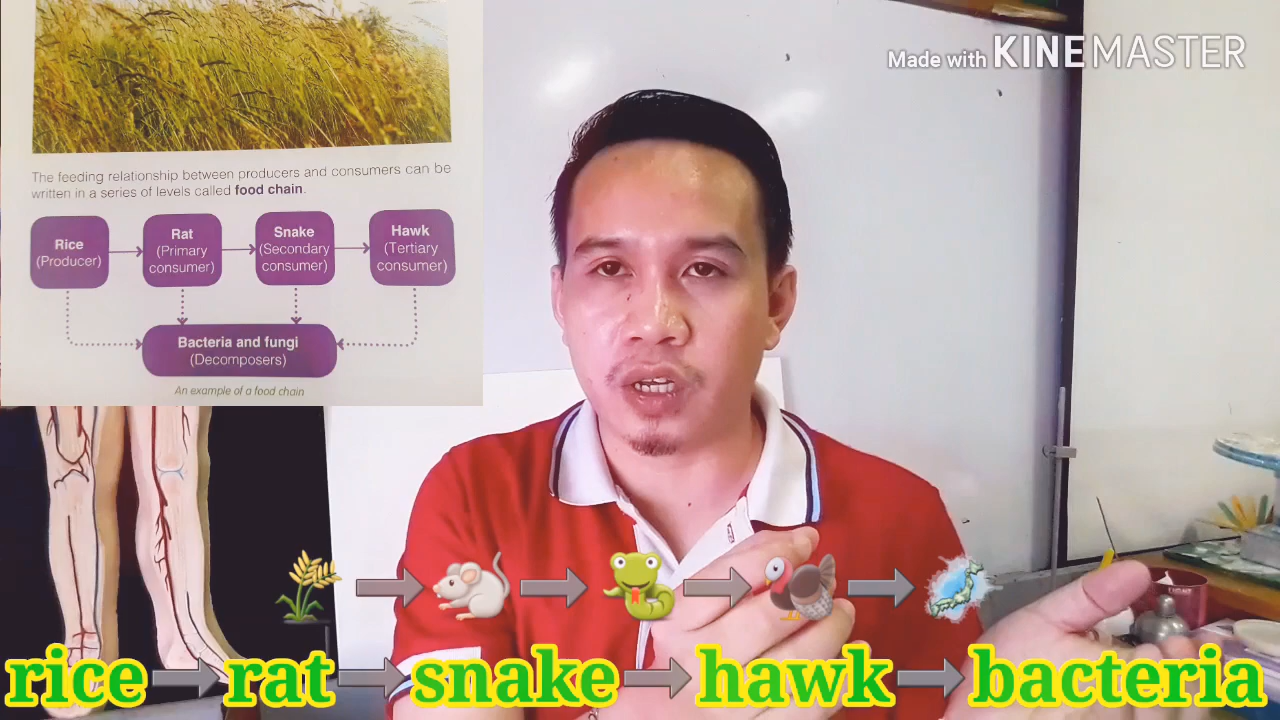 Made with KINEMASTER
The feeding relationship between producers and consumers can be
written in a series of levels called food chain.
Rice
(Producer)
Rat
(Primary
consumer)
Snake
(Secondary
consumer)
Hawk
(Tertiary
consumer)
Bacteria and fungi
(Decomposers)
An example of a food chain
rice rat snake hawk bacteria